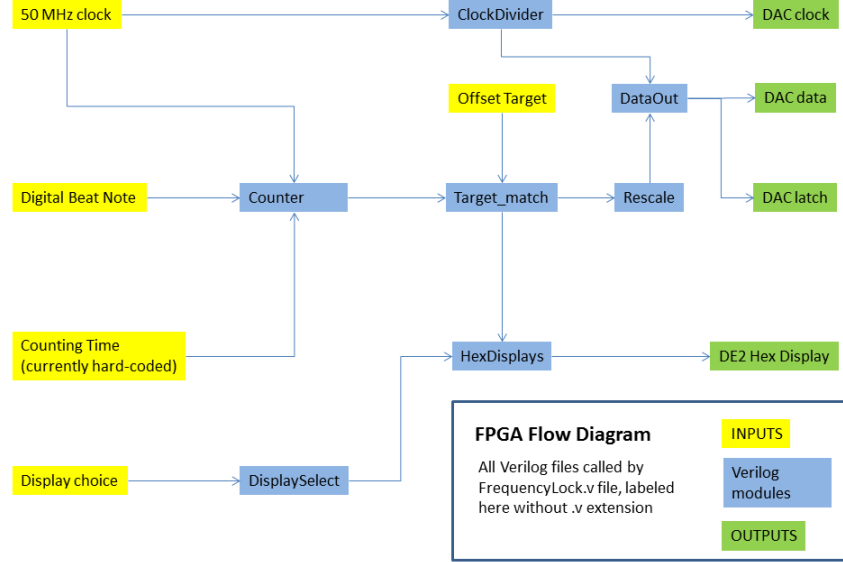 50 MHz clock
ClockDivider
DAC clock
Offset Target
DataOut
DAC data
Digital Beat Note
Counter
Target_match
Rescale
DAC latch
Counting Time
(currently hard-coded)
HexDisplays
DE2 Hex Display
Display choice
DisplaySelect
FPGA Flow Diagram
All Verilog files called by
FrequencyLock.v file, labeled
here without .v extension
INPUTS
Verilog
modules
OUTPUTS